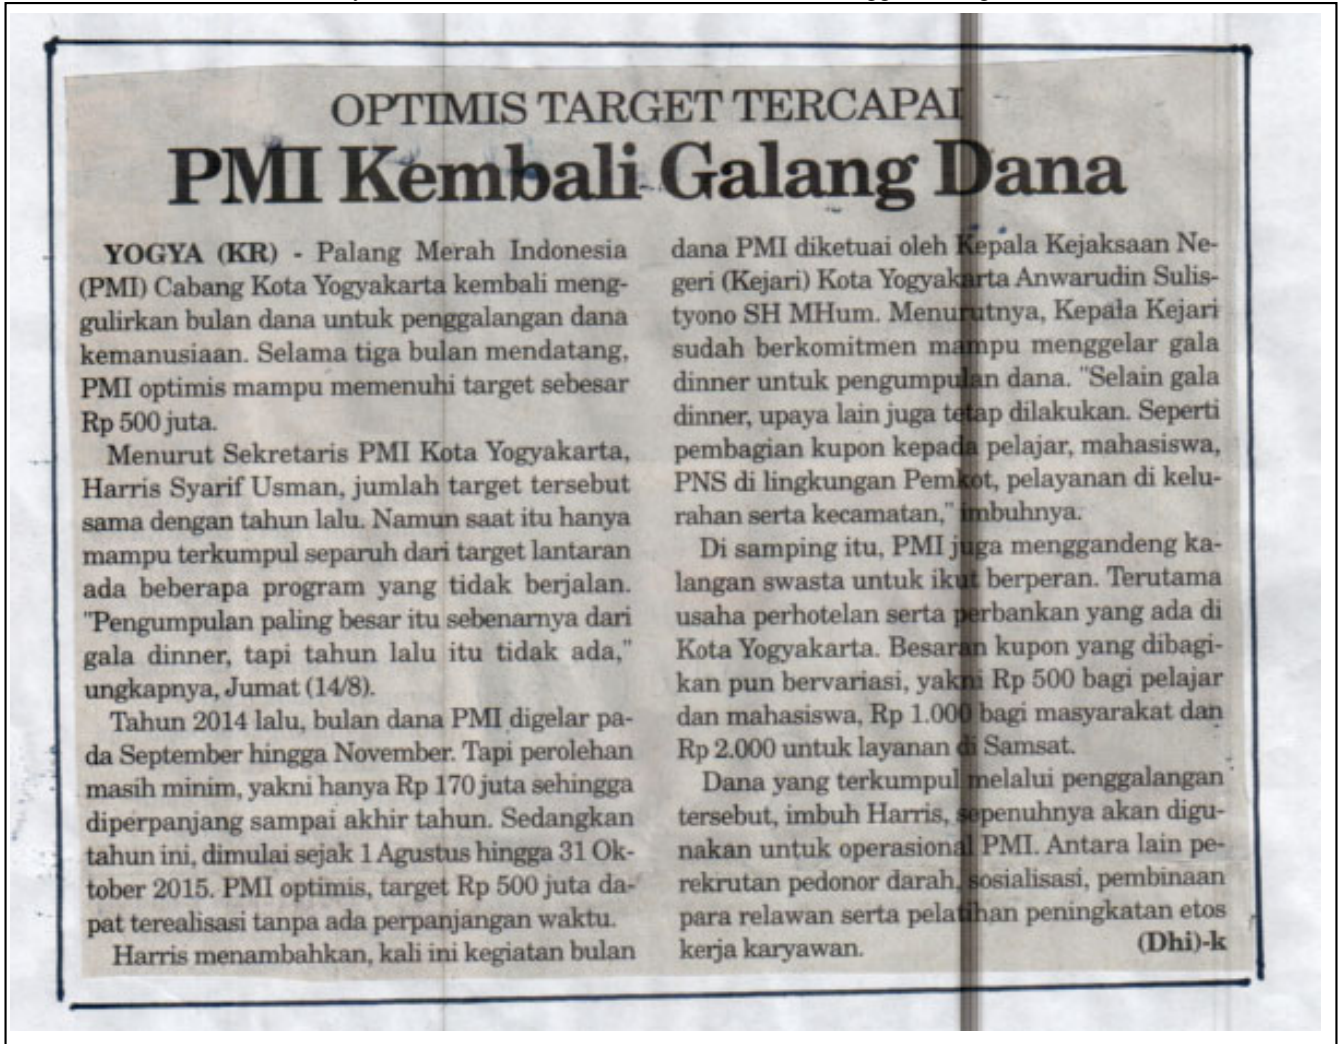 OPTIMIS TARGET TERCAPAI
PMI Kembali Galang Dana
YOGYA (KR) - Palang Merah Indonesia
(PMI) Cabang Kota Yogyakarta kembali meng-
gulirkan bulan dana untuk penggalangan dana
kemanusiaan. Selama tiga bulan mendatang,
PMI optimis mampu memenuhi target sebesar
Rp 500 juta.
Menurut Sekretaris PMI Kota Yogyakarta,
Harris Syarif Usman, jumlah target tersebut
sama dengan tahun lalu. Namun saat itu hanya
mampu terkumpul separuh dari target lantaran
ada beberapa program yang tidak berjalan.
"Pengumpulan paling besar itu sebenarnya dari
gala dinner, tapi tahun lalu itu tidak ada,"
ungkapnya, Jumat (14/8).
Tahun 2014 lalu, bulan dana PMI digelar pa-
da September hingga November. Tapi perolehan
masih minim, yakni hanya Rp 170 juta sehingga
diperpanjang sampai akhir tahun. Sedangkan
tahun ini, dimulai sejak 1 Agustus hingga 31 Ok-
tober 2015. PMI optimis, target Rp 500 juta da-
pat terealisasi tanpa ada perpanjangan waktu.
Harris menambahkan, kali ini kegiatan bulan
dana PMI diketuai oleh Kepala Kejaksaan Ne-
geri (Kejari) Kota Yogyakarta Anwarudin Sulis-
tyono SH MHum. Menurutnya, Kepala Kejari
sudah berkomitmen mampu menggelar gala
dinner untuk pengumpulan dana. "Selain gala
dinner, upaya lain juga tetap dilakukan. Seperti
pembagian kupon kepada pelajar, mahasiswa,
PNS di lingkungan Pemkot, pelayanan di kelu-
rahan serta kecamatan," imbuhnya.
Di samping itu, PMI juga menggandeng ka-
langan swasta untuk ikut berperan. Terutama
usaha perhotelan serta perbankan yang ada di
Kota Yogyakarta. Besaran kupon yang dibagi-
kan pun bervariasi, yakni Rp 500 bagi pelajar
dan mahasiswa, Rp 1.000 bagi masyarakat dan
Rp 2.000 untuk layanan di Samsat.
Dana yang terkumpul melalui penggalangan
tersebut, imbuh Harris, sepenuhnya akan digu-
nakan untuk operasional PMI. Antara lain pe-
rekrutan pedonor darah, sosialisasi, pembinaan
para relawan serta pelatihan peningkatan etos
kerja karyawan. (Dhi)-k